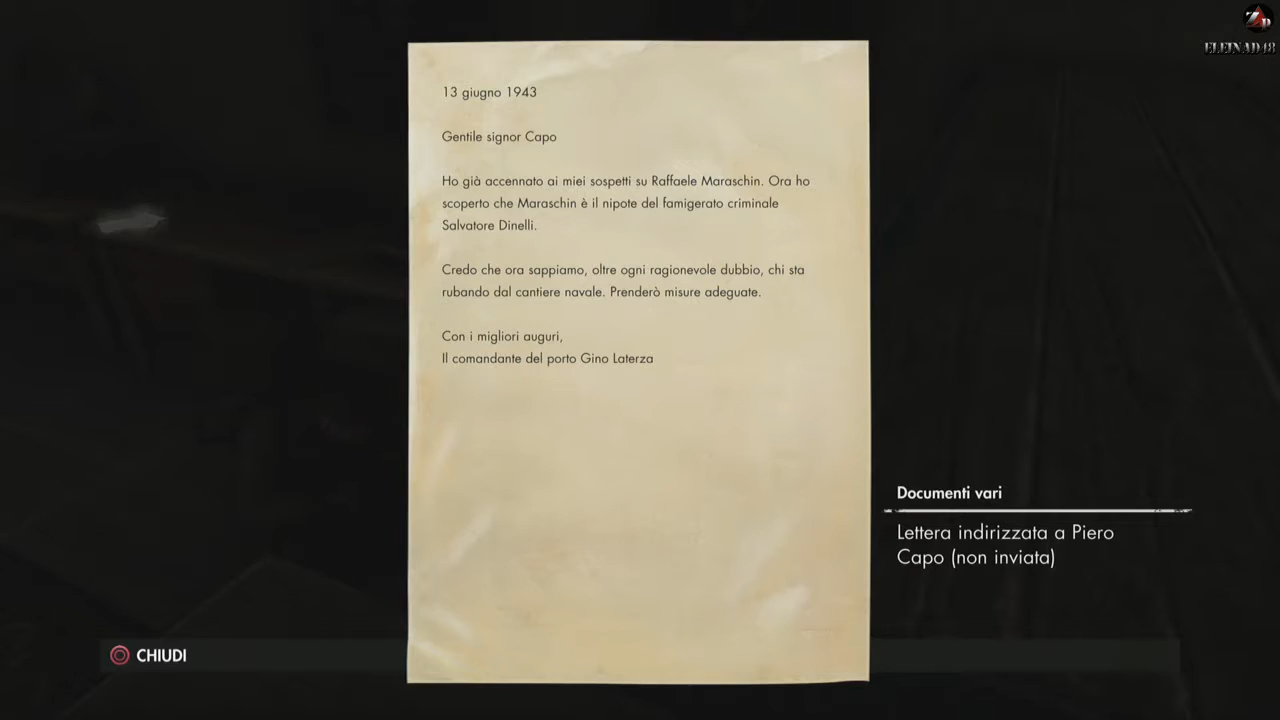 ELEINAD48
13 giugno 1943
Gentile signor Capo
Ho già accennato ai miei sospetti su Raffaele Maraschin. Ora ho
scoperto che Maraschin è il nipote del famigerato criminale
Salvatore Dinelli.
Credo che ora sappiamo, oltre ogni ragionevole dubbio, chi sta
rubando dal cantiere navale. Prenderò misure adeguate.
Con i migliori auguri,
Il comandante del porto Gino Laterza
Documenti vari
Lettera indirizzata a Piero
Capo (non inviata)
CHIUDI